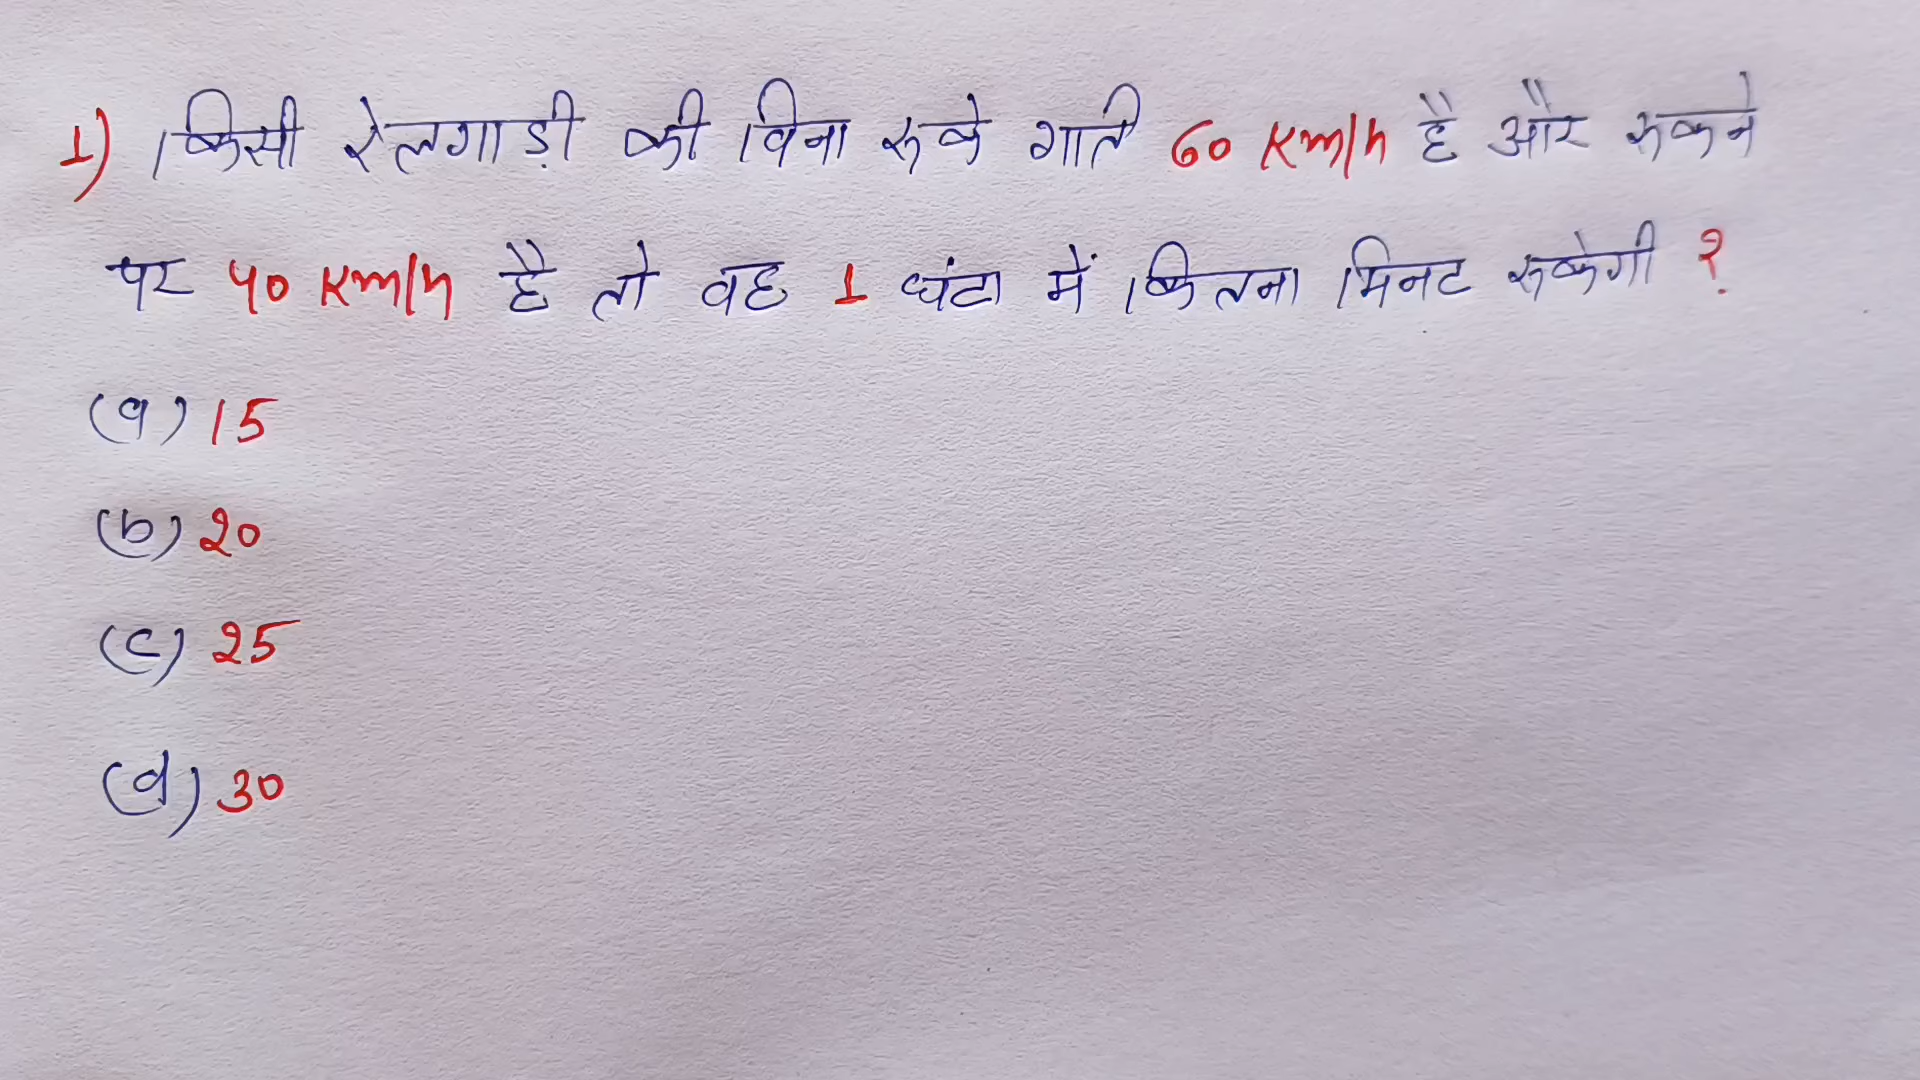 1) किसी रेलगाड़ी की बिना रुके गति 60 Km/h है और रुकने
पर 40 Km/h है तो वह 1 घंटा में कितना मिनट रुकेगी ?
(a) 15
(b) 20
(c) 25
(d) 30